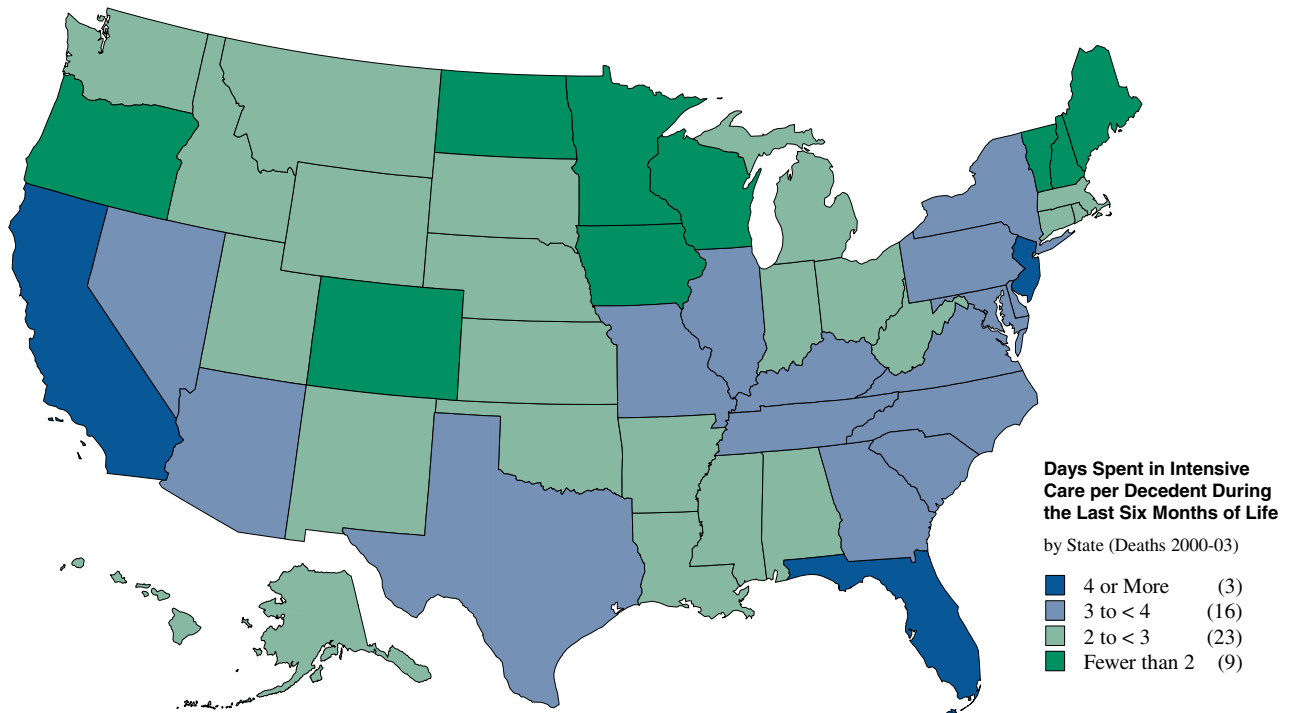 Days Spent in Intensive
Care per Decedent During
the Last Six Months of Life
by State (Deaths 2000-03)
4 or More (3)
3 to < 4 (16)
2 to < 3 (23)
Fewer than 2 (9)